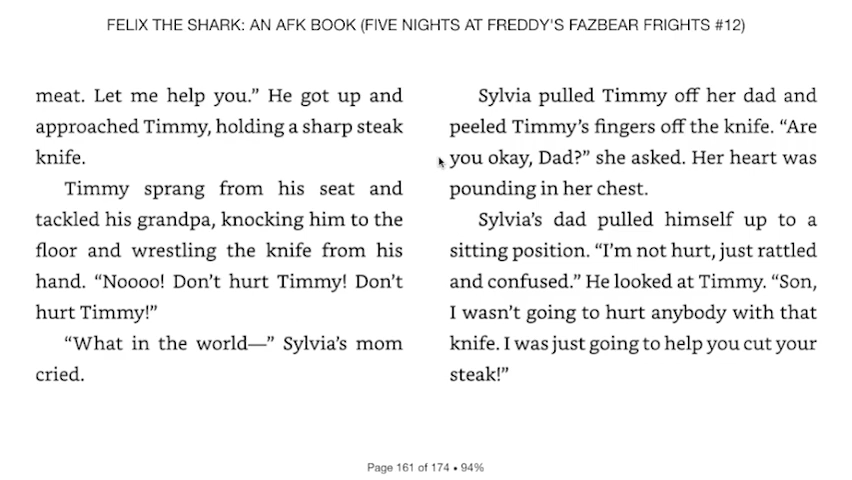 FELIX THE SHARK: AN AFK BOOK (FIVE NIGHTS AT FREDDY'S FAZBEAR FRIGHTS #12)
meat. Let me help you.” He got up and
approached Timmy, holding a sharp steak
knife.
Timmy sprang from his seat and
tackled his grandpa, knocking him to the
floor and wrestling the knife from his
hand. “Noooo! Don’t hurt Timmy! Don’t
hurt Timmy!”
“What in the world—” Sylvia’s mom
cried.
Sylvia pulled Timmy off her dad and
peeled Timmy’s fingers off the knife. “Are
you okay, Dad?” she asked. Her heart was
pounding in her chest.
Sylvia’s dad pulled himself up to a
sitting position. “I’m not hurt, just rattled
and confused.” He looked at Timmy. “Son,
I wasn’t going to hurt anybody with that
knife. I was just going to help you cut your
steak!”
Page 161 of 174 • 94%